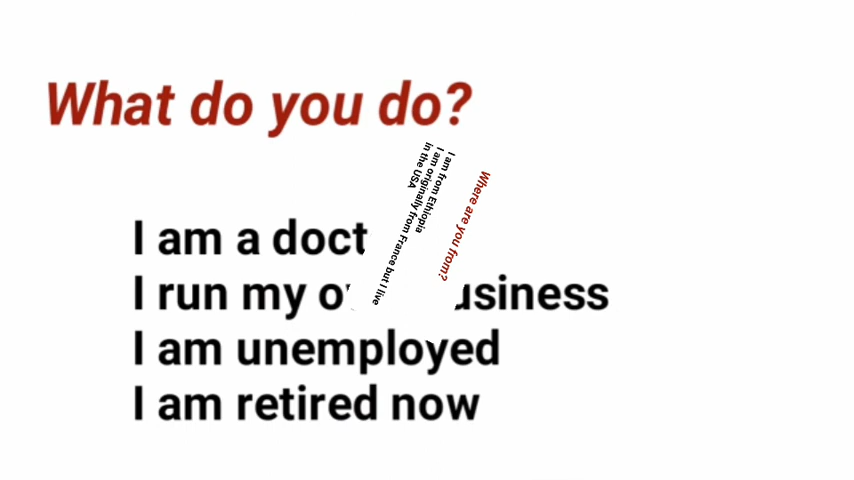 What do you do?
I am a doct
I run my o usiness
I am unemployed
I am retired now
Where are you from?
I am from Ethiopia
I am originally from France but I live
in the USA